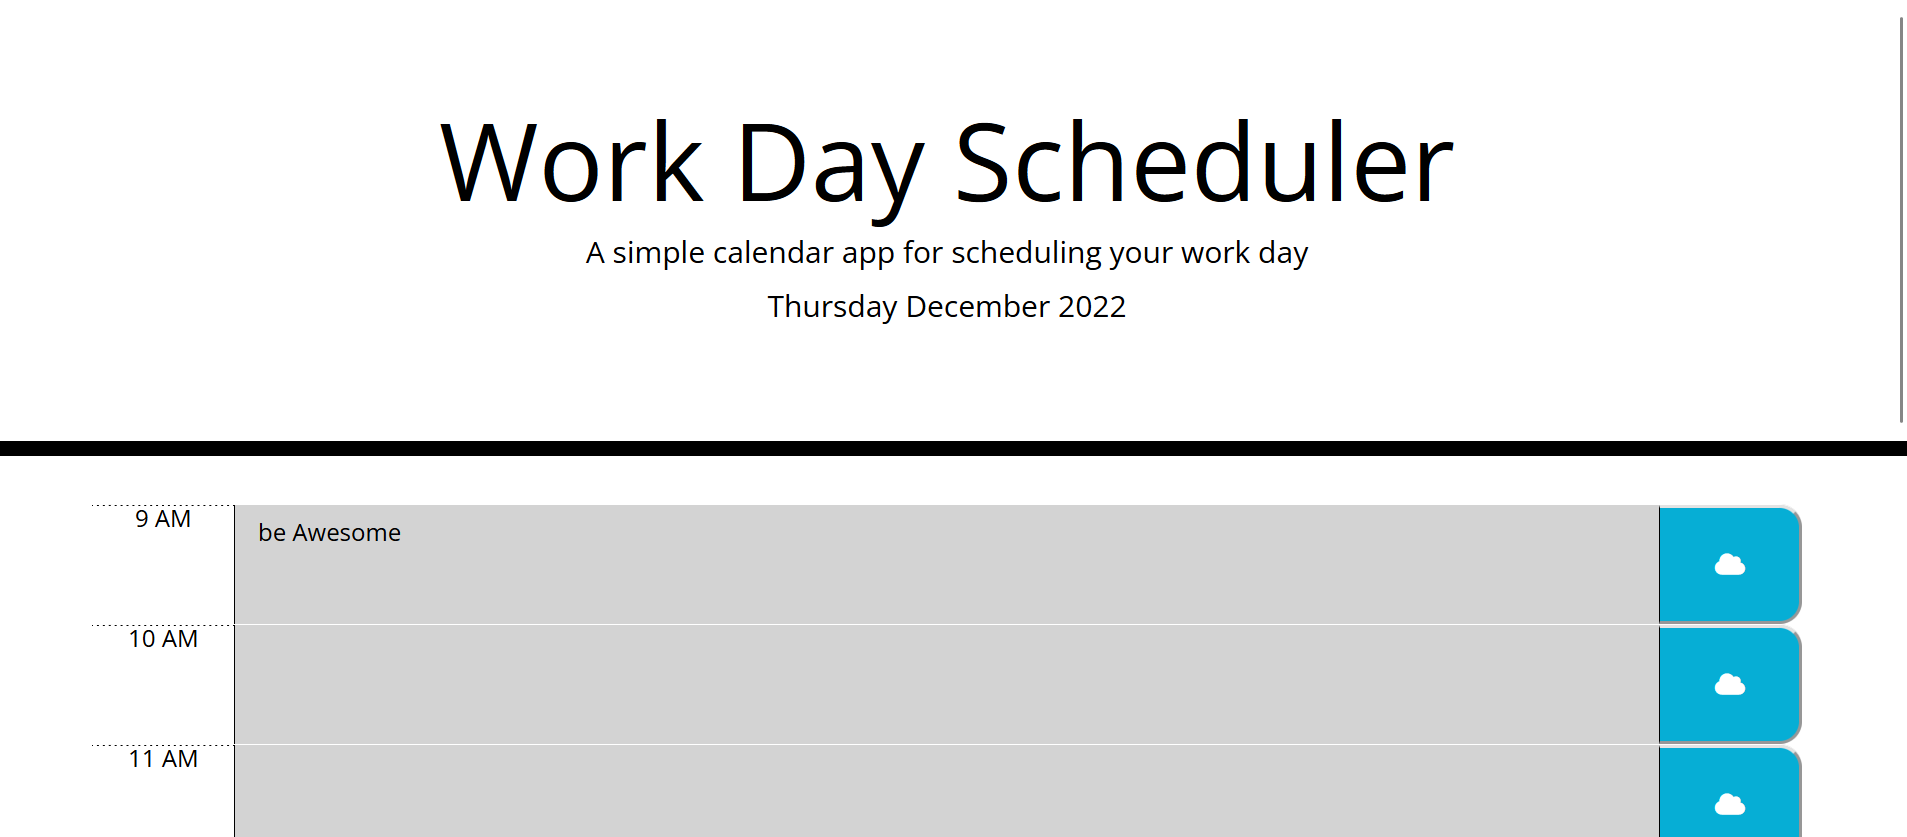 Work Day Scheduler
A simple calendar app for scheduling your work day
Thursday December 2022
9 AM
be Awesome
10 AM
11 AM